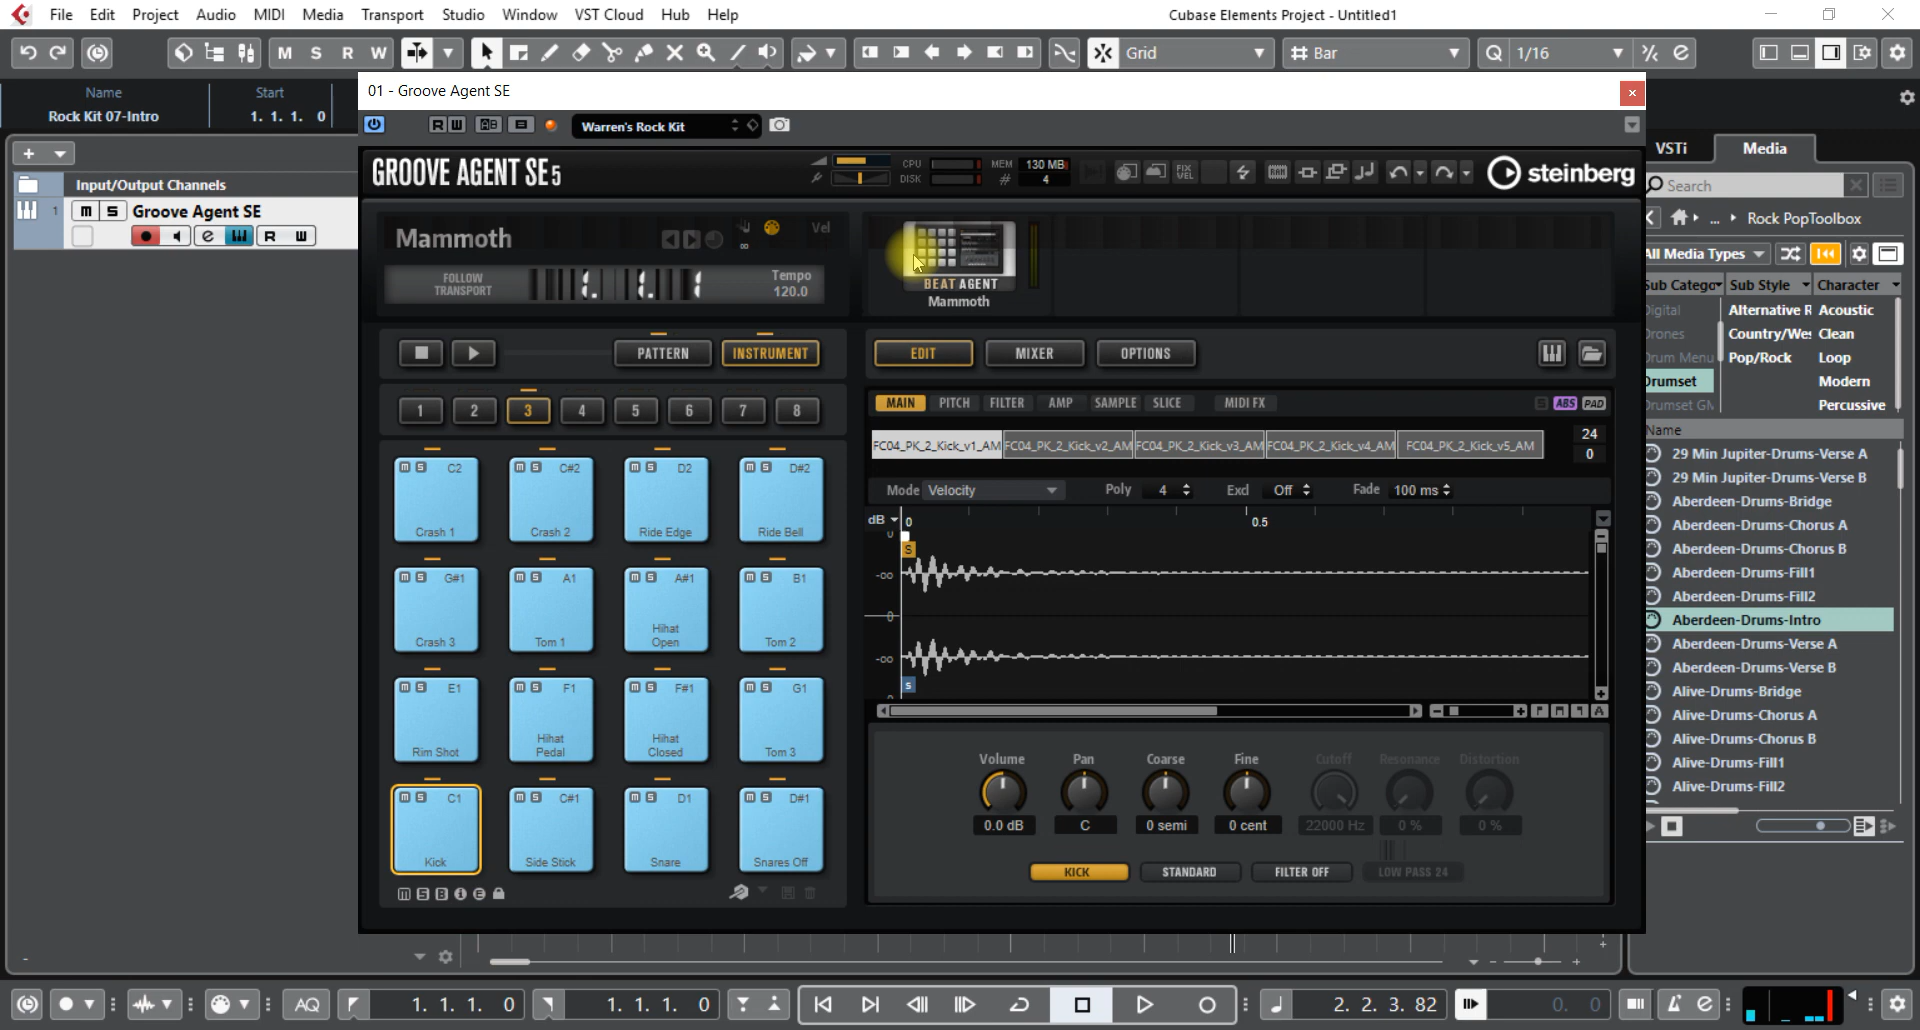 File Edit Project Audio MIDI Media Transport Studio Window VST Cloud Hub Help
Cubase Elements Project - Untitled1
M S R W
Grid
Bar
Q 1/16
Name Start
Rock Kit 07-Intro 1. 1. 1. 0
01 - Groove Agent SE
R W
Warren's Rock Kit
GROOVE AGENT SE5
CPU
DISK
MEM 130 MB
# 4
FIX VEL
steinberg
Input/Output Channels
1 m S Groove Agent SE
e R W
Mammoth
Vel
FOLLOW TRANSPORT
1. 1. 1
Tempo
120.0
BEAT AGENT
Mammoth
PATTERN INSTRUMENT
EDIT MIXER OPTIONS
1 2 3 4 5 6 7 8
MAIN PITCH FILTER AMP SAMPLE SLICE MIDI FX
S ABS PAD
FC04_PK_2_Kick_v1_AM FC04_PK_2_Kick_v2_AM FC04_PK_2_Kick_v3_AM FC04_PK_2_Kick_v4_AM FC04_PK_2_Kick_v5_AM
24
0
Mode Velocity Poly 4 Excl Off Fade 100 ms
dB 0 0.5
0
-oo
0
-oo
S
s
C2 C#2 D2 D#2
Crash 1 Crash 2 Ride Edge Ride Bell
G#1 A1 A#1 B1
Crash 3 Tom 1 Hihat Open Tom 2
E1 F1 F#1 G1
Rim Shot Hihat Pedal Hihat Closed Tom 3
C1 C#1 D1 D#1
Kick Side Stick Snare Snares Off
Volume Pan Coarse Fine Cutoff Resonance Distortion
0.0 dB C 0 semi 0 cent 22000 Hz 0 % 0 %
KICK STANDARD FILTER OFF LOW PASS 24
VSTi Media
Search
... Rock PopToolbox
All Media Types
Sub Catego Sub Style Character
Digital Alternative R Acoustic
Drones Country/Wes Clean
Drum Menu Pop/Rock Loop
Drumset Modern
Drumset GM Percussive
Name
29 Min Jupiter-Drums-Verse A
29 Min Jupiter-Drums-Verse B
Aberdeen-Drums-Bridge
Aberdeen-Drums-Chorus A
Aberdeen-Drums-Chorus B
Aberdeen-Drums-Fill1
Aberdeen-Drums-Fill2
Aberdeen-Drums-Intro
Aberdeen-Drums-Verse A
Aberdeen-Drums-Verse B
Alive-Drums-Bridge
Alive-Drums-Chorus A
Alive-Drums-Chorus B
Alive-Drums-Fill1
Alive-Drums-Fill2
AQ 1. 1. 1. 0 1. 1. 1. 0 2. 2. 3. 82 0. 0